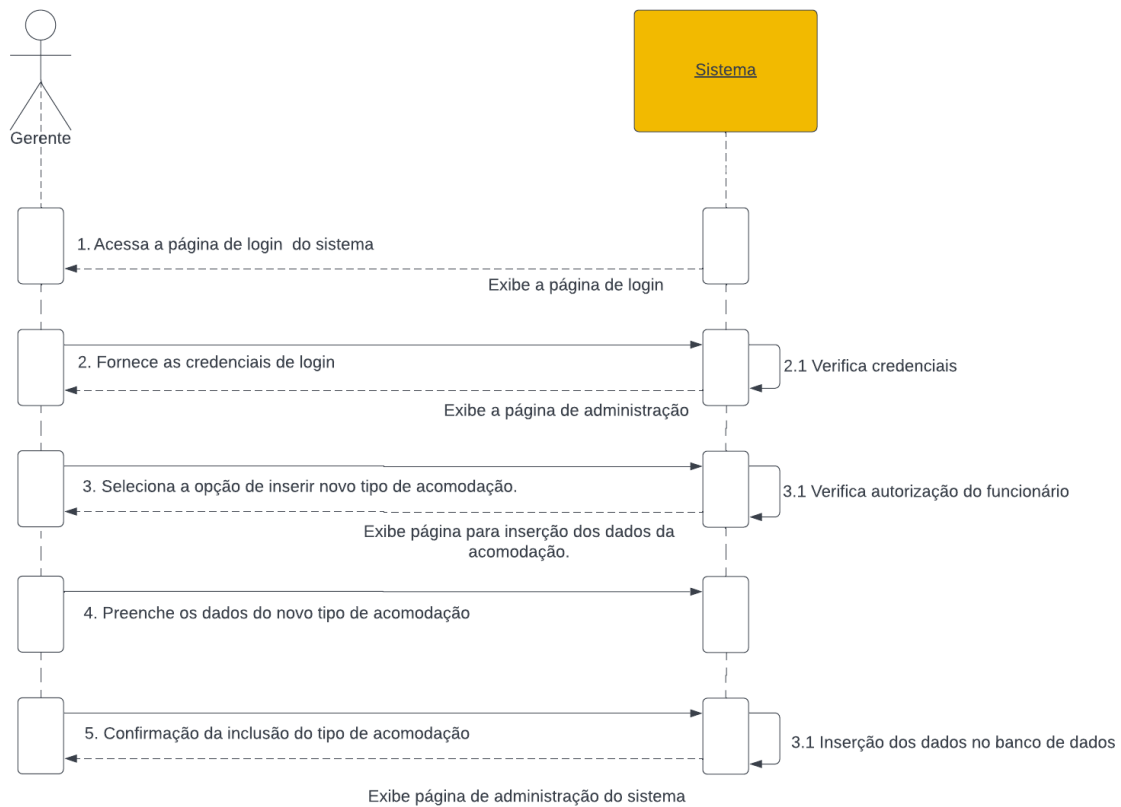 Sistema
Gerente
1. Acessa a página de login  do sistema
Exibe a página de login
2. Fornece as credenciais de login
2.1 Verifica credenciais
Exibe a página de administração
3. Seleciona a opção de inserir novo tipo de acomodação.
3.1 Verifica autorização do funcionário
Exibe página para inserção dos dados da
acomodação.
4. Preenche os dados do novo tipo de acomodação
5. Confirmação da inclusão do tipo de acomodação
3.1 Inserção dos dados no banco de dados
Exibe página de administração do sistema